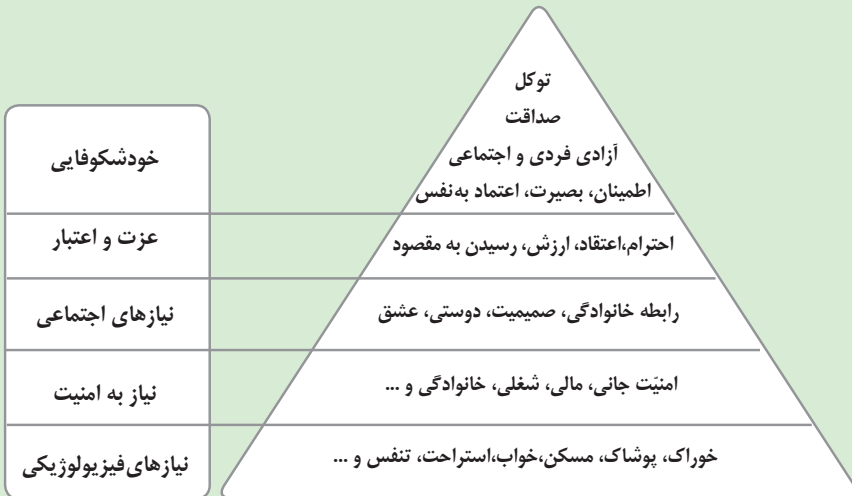 توکل
صداقت
آزادی فردی و اجتماعی
اطمینان، بصیرت، اعتماد به‌نفس
خودشکوفایی
احترام،اعتقاد، ارزش، رسیدن به مقصود
عزت و اعتبار
رابطه خانوادگی، صمیمیت، دوستی، عشق
نیازهای اجتماعی
امنیّت جانی، مالی، شغلی، خانوادگی و ...
نیاز به امنیت
خوراک، پوشاک، مسکن،خواب،استراحت، تنفس و ...
نیازهای‌فیزیولوژیکی